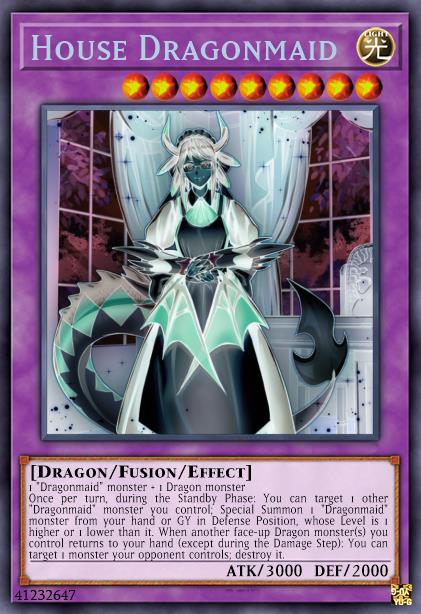 HOUSE DRAGONMAID
LIGHT
光
[DRAGON/FUSION/EFFECT]
1 "Dragonmaid" monster + 1 Dragon monster
Once per turn, during the Standby Phase: You can target 1 other
"Dragonmaid" monster you control; Special Summon 1 "Dragonmaid"
monster from your hand or GY in Defense Position, whose Level is 1
higher or 1 lower than it. When another face-up Dragon monster(s) you
control returns to your hand (except during the Damage Step): You can
target 1 monster your opponent controls; destroy it.
ATK/3000 DEF/2000
41232647